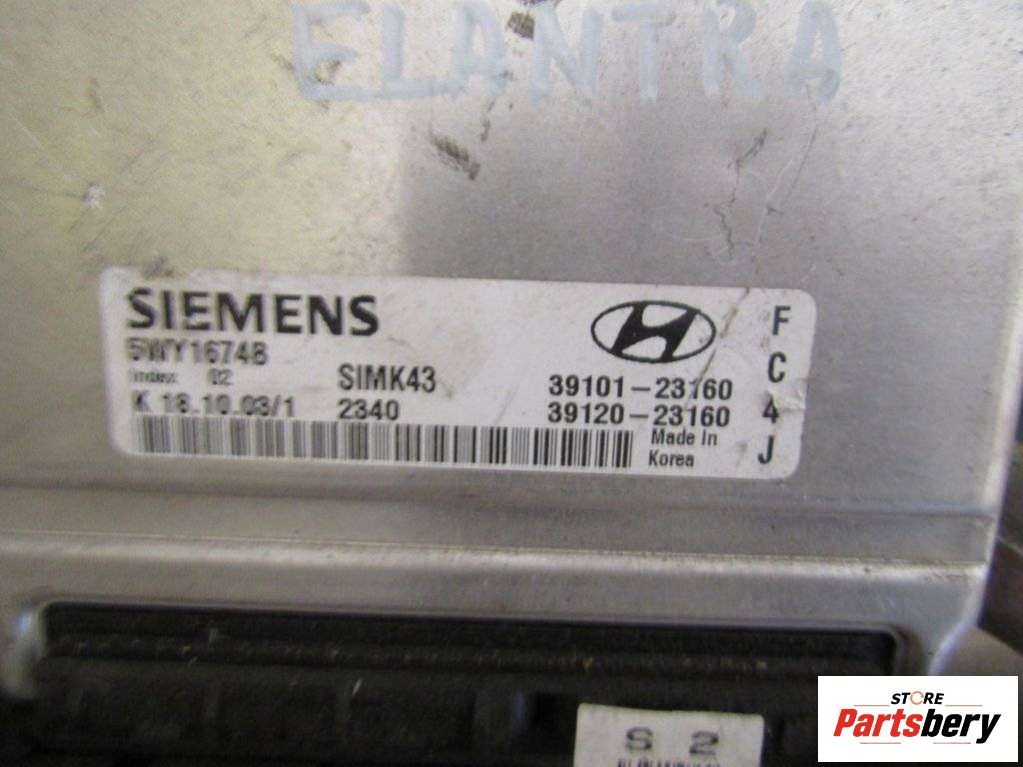 ELANTRA
SIEMENS
5WY1674B
Index 02
SIMK43
K 18.10.03/1 2340
39101-23160
39120-23160
Made In
Korea
F
C
4
J
S 2
STORE
Partsbery